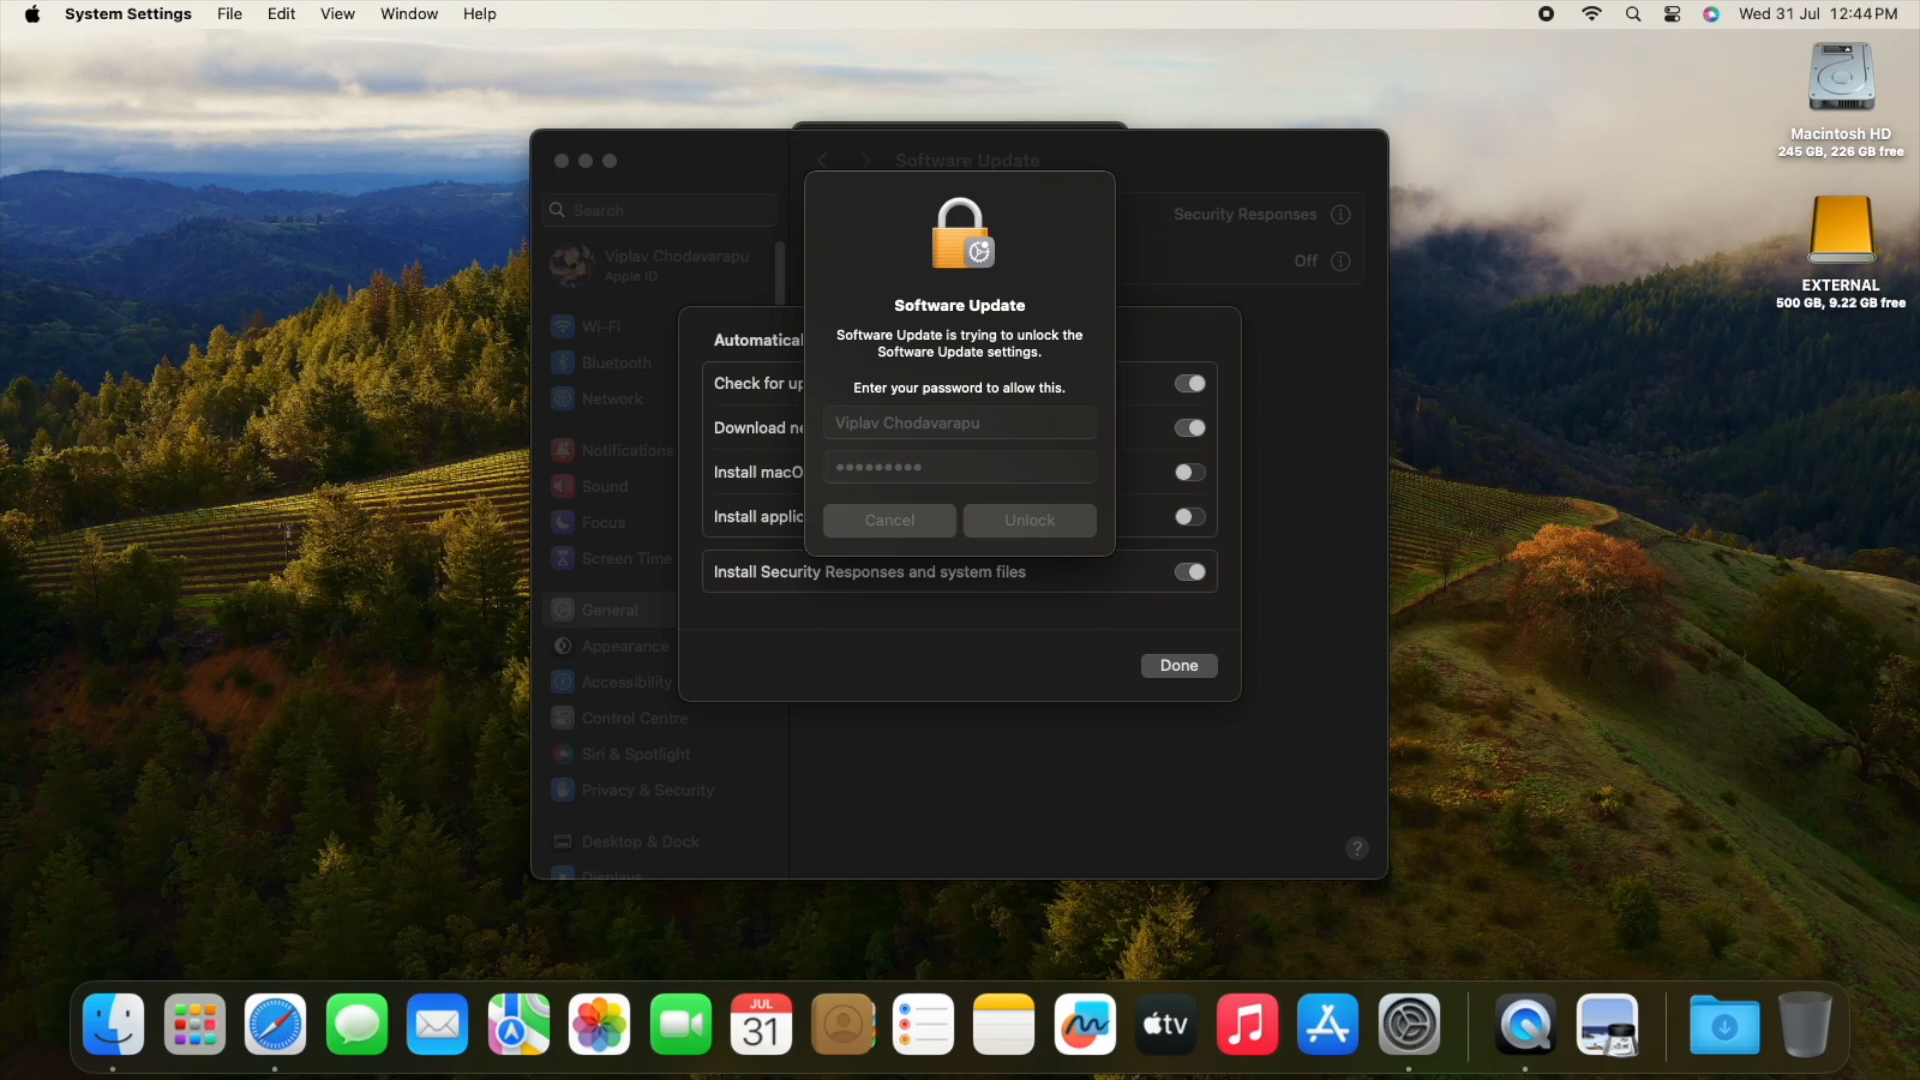 System Settings File Edit View Window Help Wed 31 Jul 12:44 PM
Macintosh HD
245 GB, 226 GB free
EXTERNAL
500 GB, 9.22 GB free
Software Update
Search
Viplav Chodavarapu
Apple ID
Wi-Fi
Bluetooth
Network
Notifications
Sound
Focus
Screen Time
General
Appearance
Accessibility
Control Centre
Siri & Spotlight
Privacy & Security
Desktop & Dock
Displays
Security Responses
Off
Automatical
Check for up
Download ne
Install macO
Install applic
Install Security Responses and system files
Done
?
Software Update
Software Update is trying to unlock the
Software Update settings.
Enter your password to allow this.
Viplav Chodavarapu
•••••••••
Cancel Unlock
JUL
31
tv